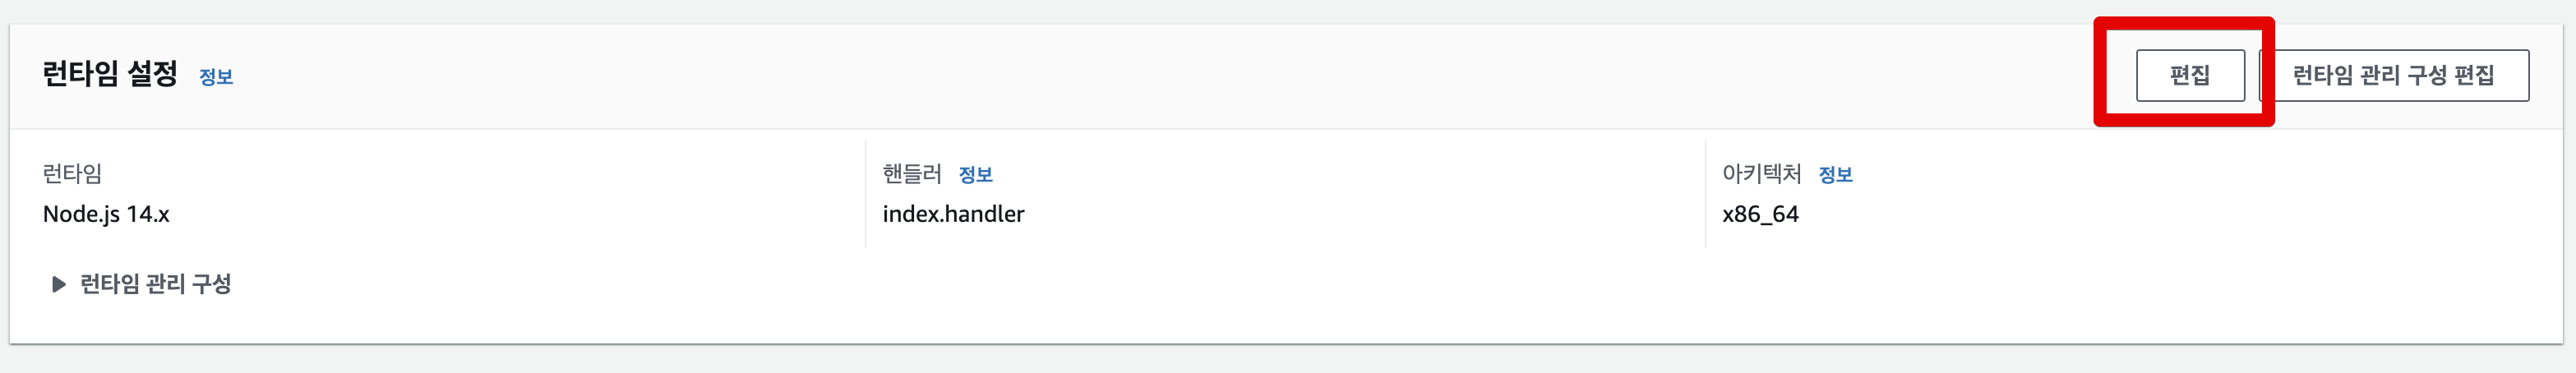 런타임 설정 정보 편집 런타임 관리 구성 편집
런타임 핸들러 정보 아키텍처 정보
Node.js 14.x index.handler x86_64
런타임 관리 구성